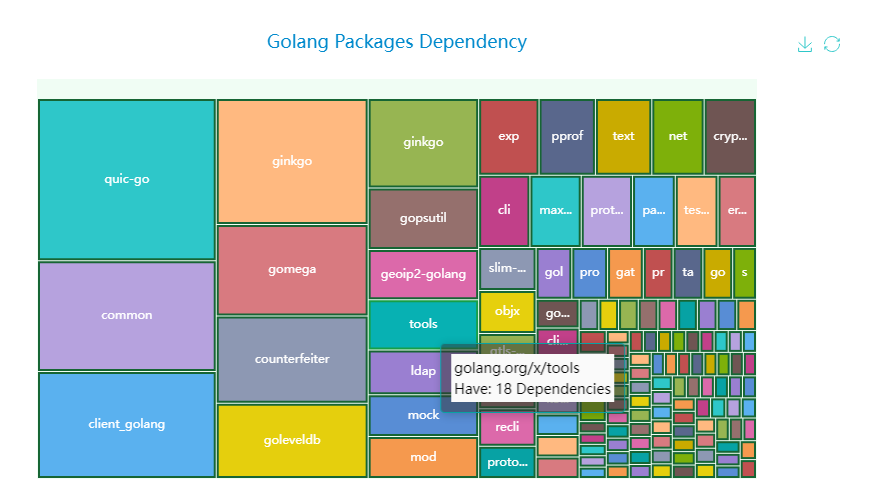 Golang Packages Dependency
quic-go
common
client_golang
ginkgo
gomega
counterfeiter
goleveldb
ginkgo
gopsutil
geoip2-golang
tools
ldap
mock
mod
exp
pprof
text
net
cryp...
cli
max...
prot...
pa...
tes...
er...
slim-...
objx
qtls-...
recli
proto...
gol
pro
gat
pr
ta
go
s
go...
cli...
golang.org/x/tools
Have: 18 Dependencies